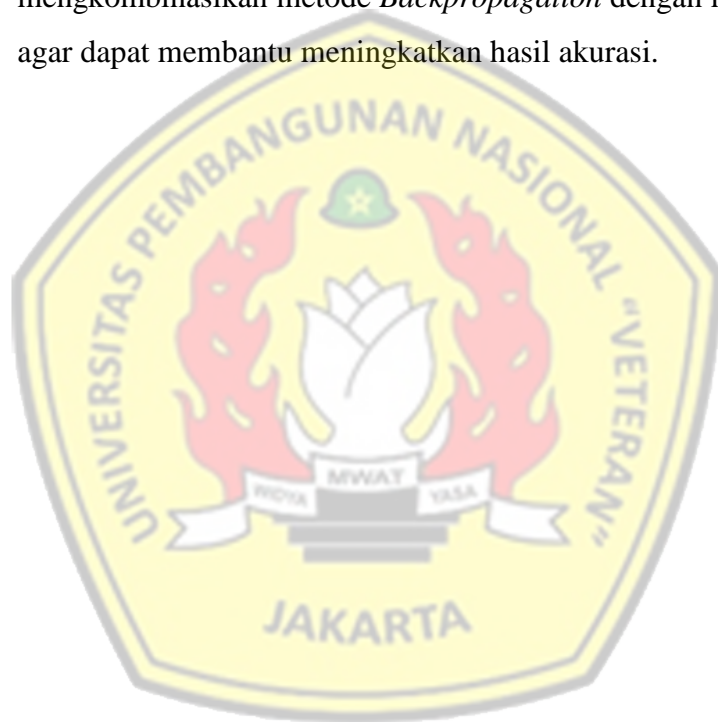 mengkombinasikan metode Backpropagation dengan
agar dapat membantu meningkatkan hasil akurasi.
UNIVERSITAS PEMBANGUNAN NASIONAL "VETERAN"
WIDYA MWAT YASA
JAKARTA